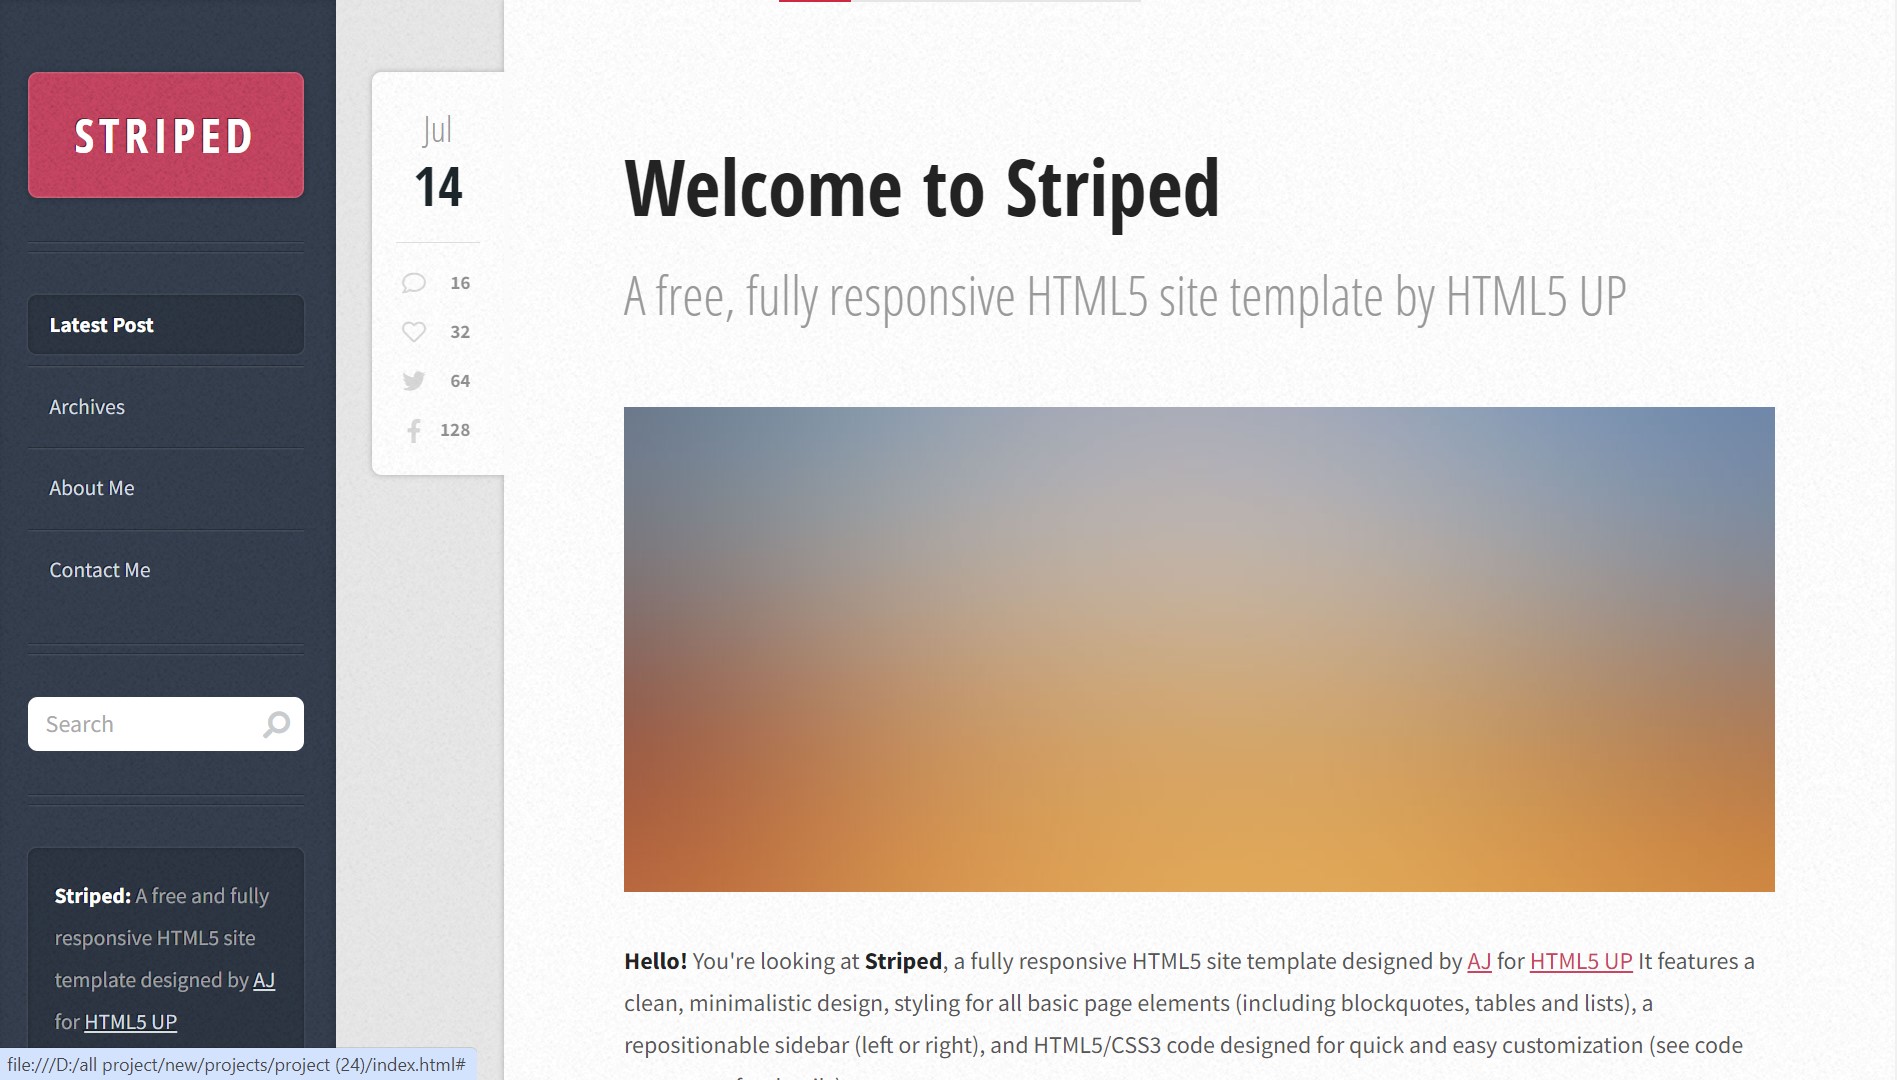 STRIPED
Latest Post
Archives
About Me
Contact Me
Search
Striped: A free and fully
responsive HTML5 site
template designed by AJ
for HTML5 UP
file:///D:/all project/new/projects/project (24)/index.html#
Jul
14
16
32
64
128
Welcome to Striped
A free, fully responsive HTML5 site template by HTML5 UP
Hello! You're looking at Striped, a fully responsive HTML5 site template designed by AJ for HTML5 UP It features a
clean, minimalistic design, styling for all basic page elements (including blockquotes, tables and lists), a
repositionable sidebar (left or right), and HTML5/CSS3 code designed for quick and easy customization (see code